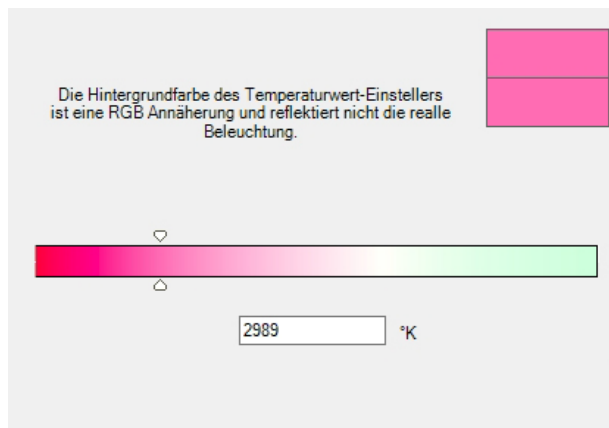 Die Hintergrundfarbe des Temperaturwert-Einstellers
ist eine RGB Annäherung und reflektiert nicht die realle
Beleuchtung.
2989 °K